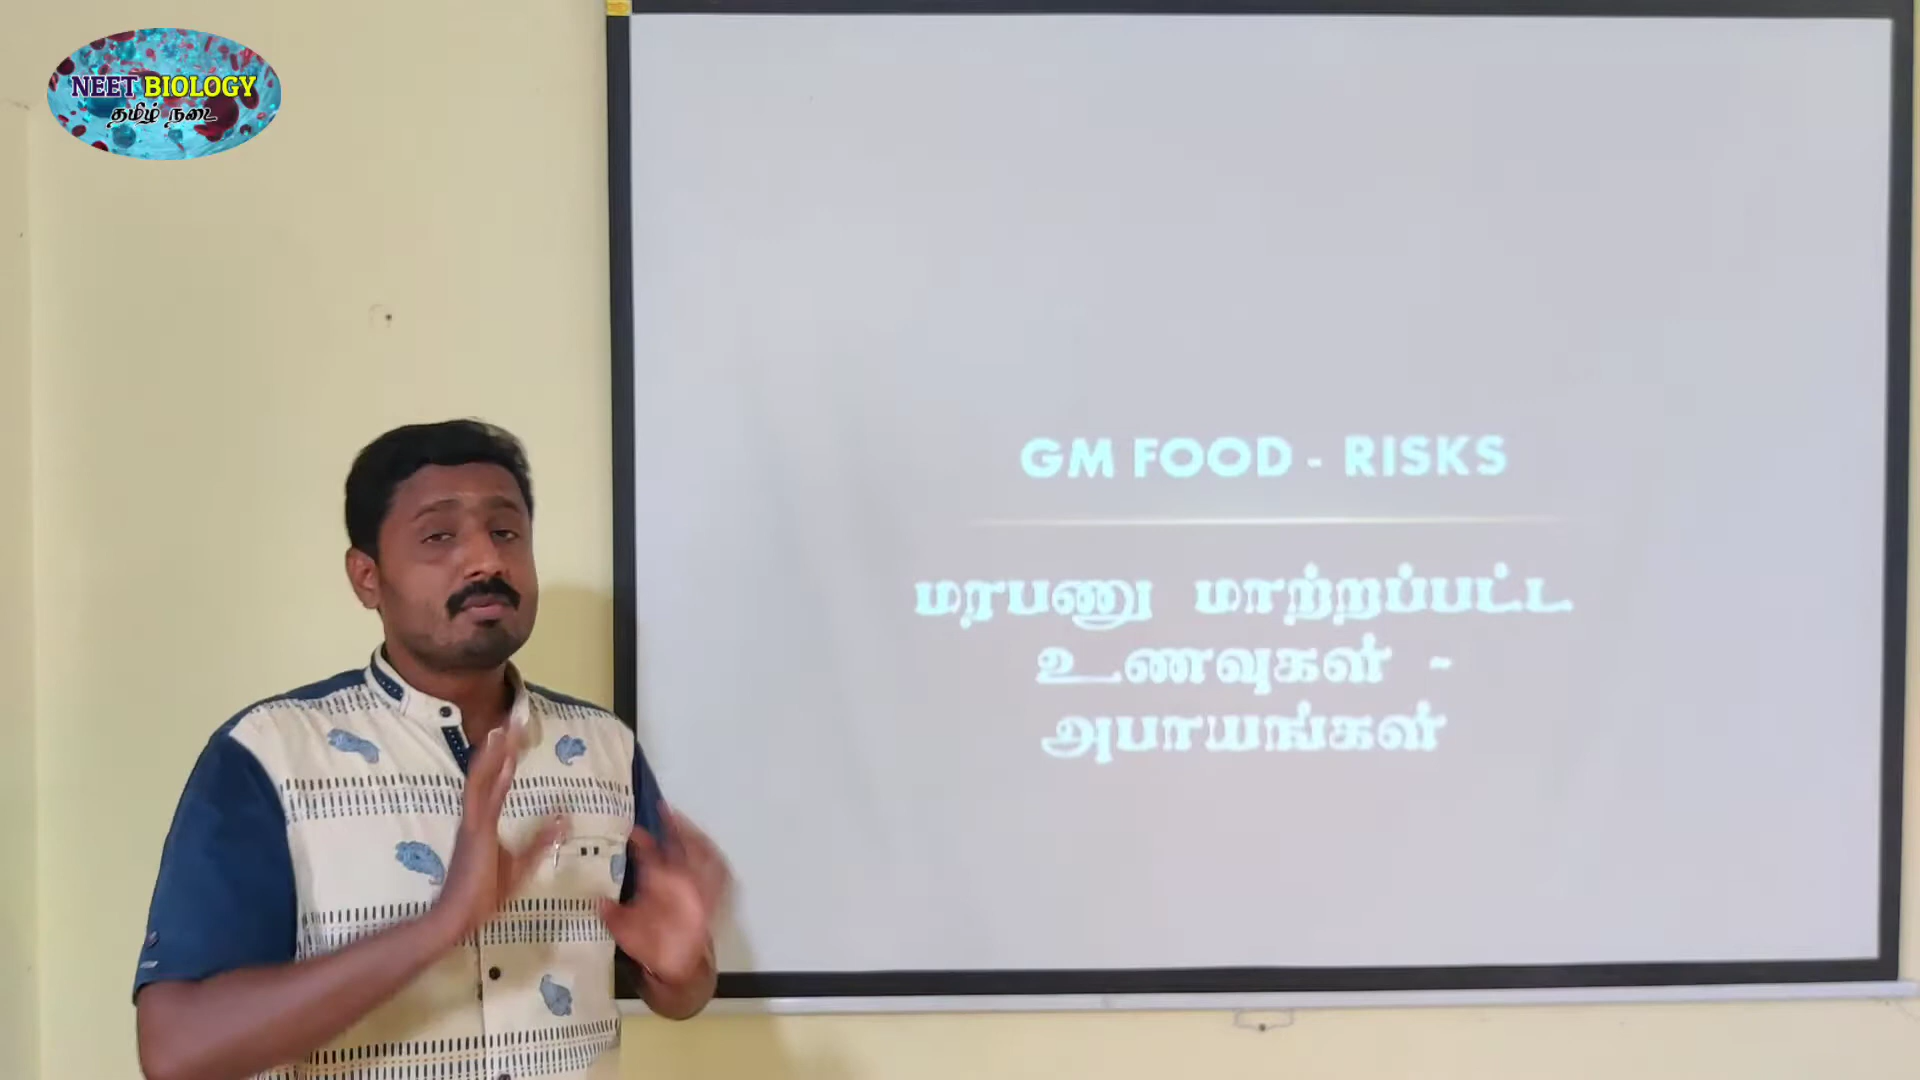 NEET BIOLOGY
தமிழ் நடை
GM FOOD - RISKS
மரபணு மாற்றப்பட்ட
உணவுகள் -
அபாயங்கள்